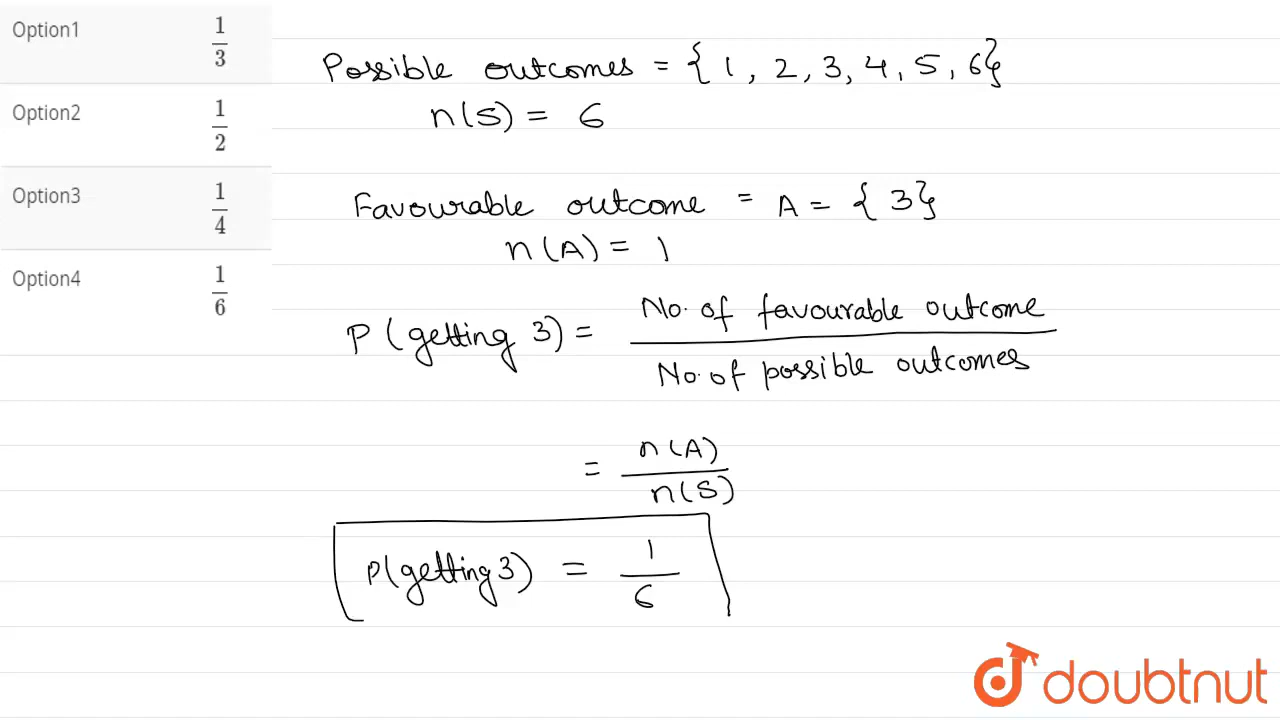 Option1 1/3
Option2 1/2
Option3 1/4
Option4 1/6
Possible outcomes = {1, 2, 3, 4, 5, 6}
n(S) = 6
Favourable outcome = A = {3}
n(A) = 1
P(getting 3) = No. of favourable outcome / No. of possible outcomes
= n(A) / n(S)
P(getting 3) = 1/6
doubtnut